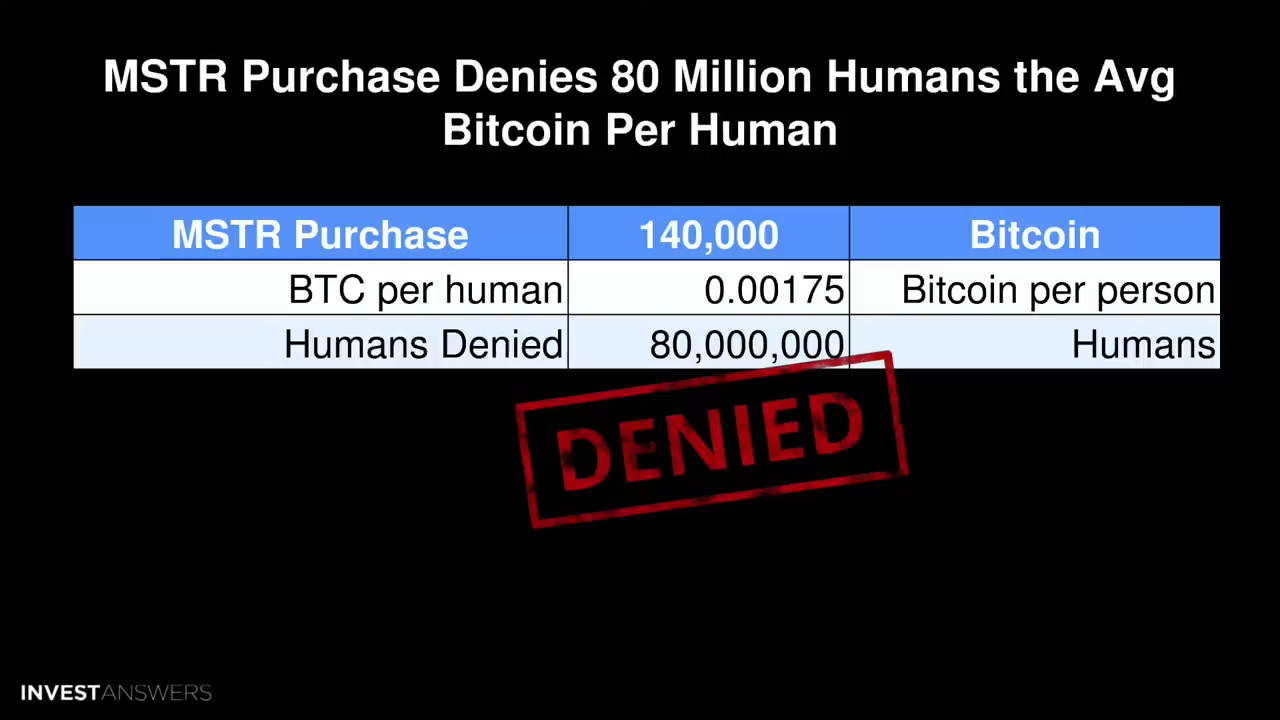 MSTR Purchase Denies 80 Million Humans the Avg
Bitcoin Per Human
MSTR Purchase 140,000 Bitcoin
BTC per human 0.00175 Bitcoin per person
Humans Denied 80,000,000 Humans
DENIED
INVESTANSWERS